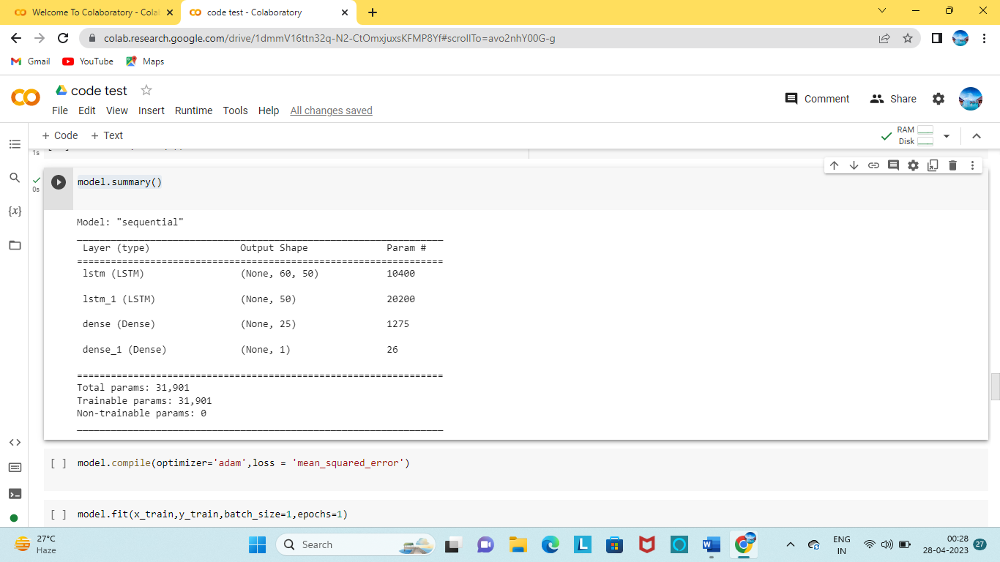 Welcome To Colaboratory - Cola
code test - Colaboratory
colab.research.google.com/drive/1dmmV16ttn32q-N2-CtOmxjuxsKFMP8Yf#scrollTo=avo2nhY00G-g
Gmail YouTube Maps
code test
Comment Share
File Edit View Insert Runtime Tools Help All changes saved
+ Code + Text
RAM
Disk
1s
model.summary()
0s
{x}
Model: "sequential"
Layer (type) Output Shape Param #
lstm (LSTM) (None, 60, 50) 10400
lstm_1 (LSTM) (None, 50) 20200
dense (Dense) (None, 25) 1275
dense_1 (Dense) (None, 1) 26
Total params: 31,901
Trainable params: 31,901
Non-trainable params: 0
[ ] model.compile(optimizer='adam',loss = 'mean_squared_error')
[ ] model.fit(x_train,y_train,batch_size=1,epochs=1)
27°C
Haze
Search
ENG
IN
00:28
28-04-2023
27